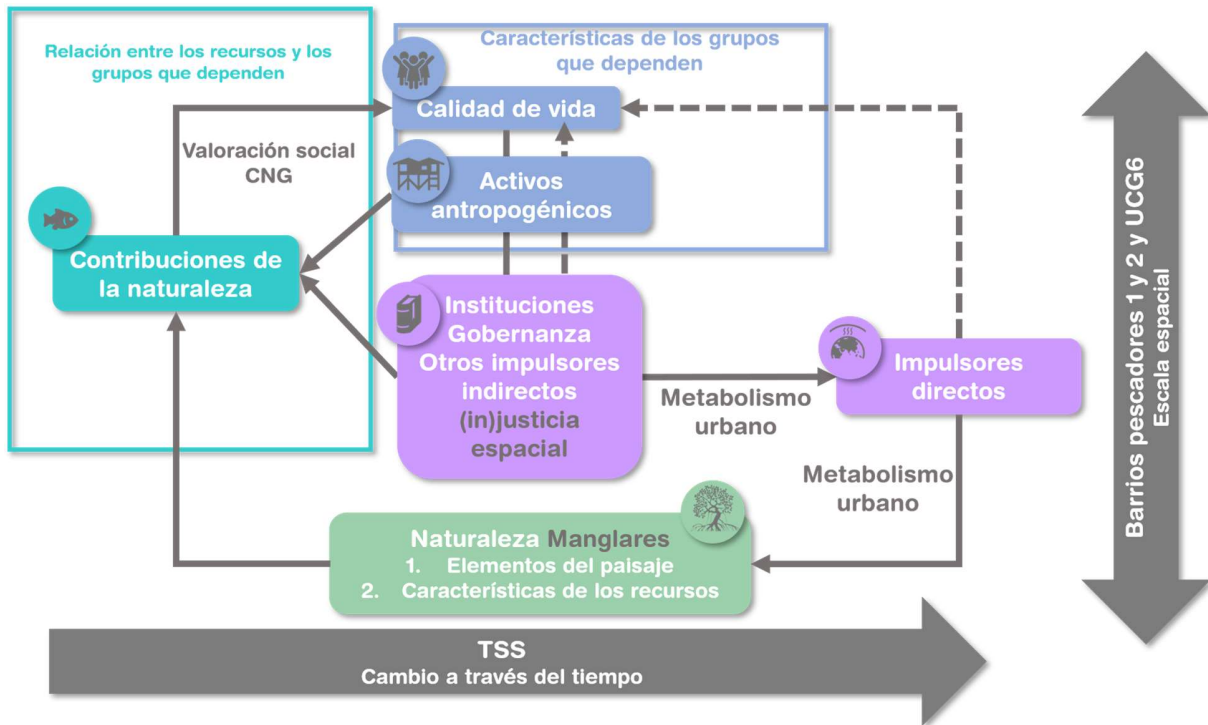 Relación entre los recursos y los
grupos que dependen
Características de los grupos
que dependen
Calidad de vida
Valoración social
CNG
Activos
antropogénicos
Contribuciones de
la naturaleza
Instituciones
Gobernanza
Otros impulsores
indirectos
(in)justicia
espacial
Metabolismo
urbano
Impulsores
directos
Metabolismo
urbano
Naturaleza Manglares
1. Elementos del paisaje
2. Características de los recursos
Barrios pescadores 1 y 2 y UCG6
Escala espacial
TSS
Cambio a través del tiempo